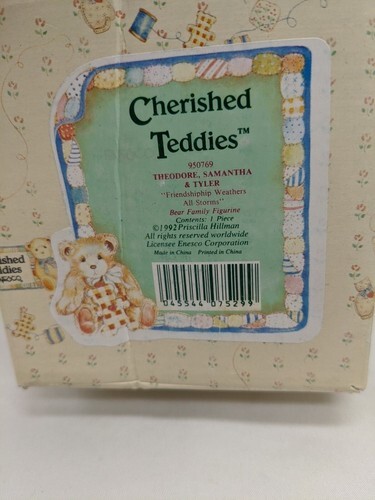 Cherished
Teddies™
950769
THEODORE, SAMANTHA
& TYLER
"Friendshiphip Weathers
All Storms"
Bear Family Figurine
Contents: 1 Piece
©1992 Priscilla Hillman
All rights reserved worldwide
Licensee Enesco Corporation
Made in China Printed in China
0 45544 07529 9